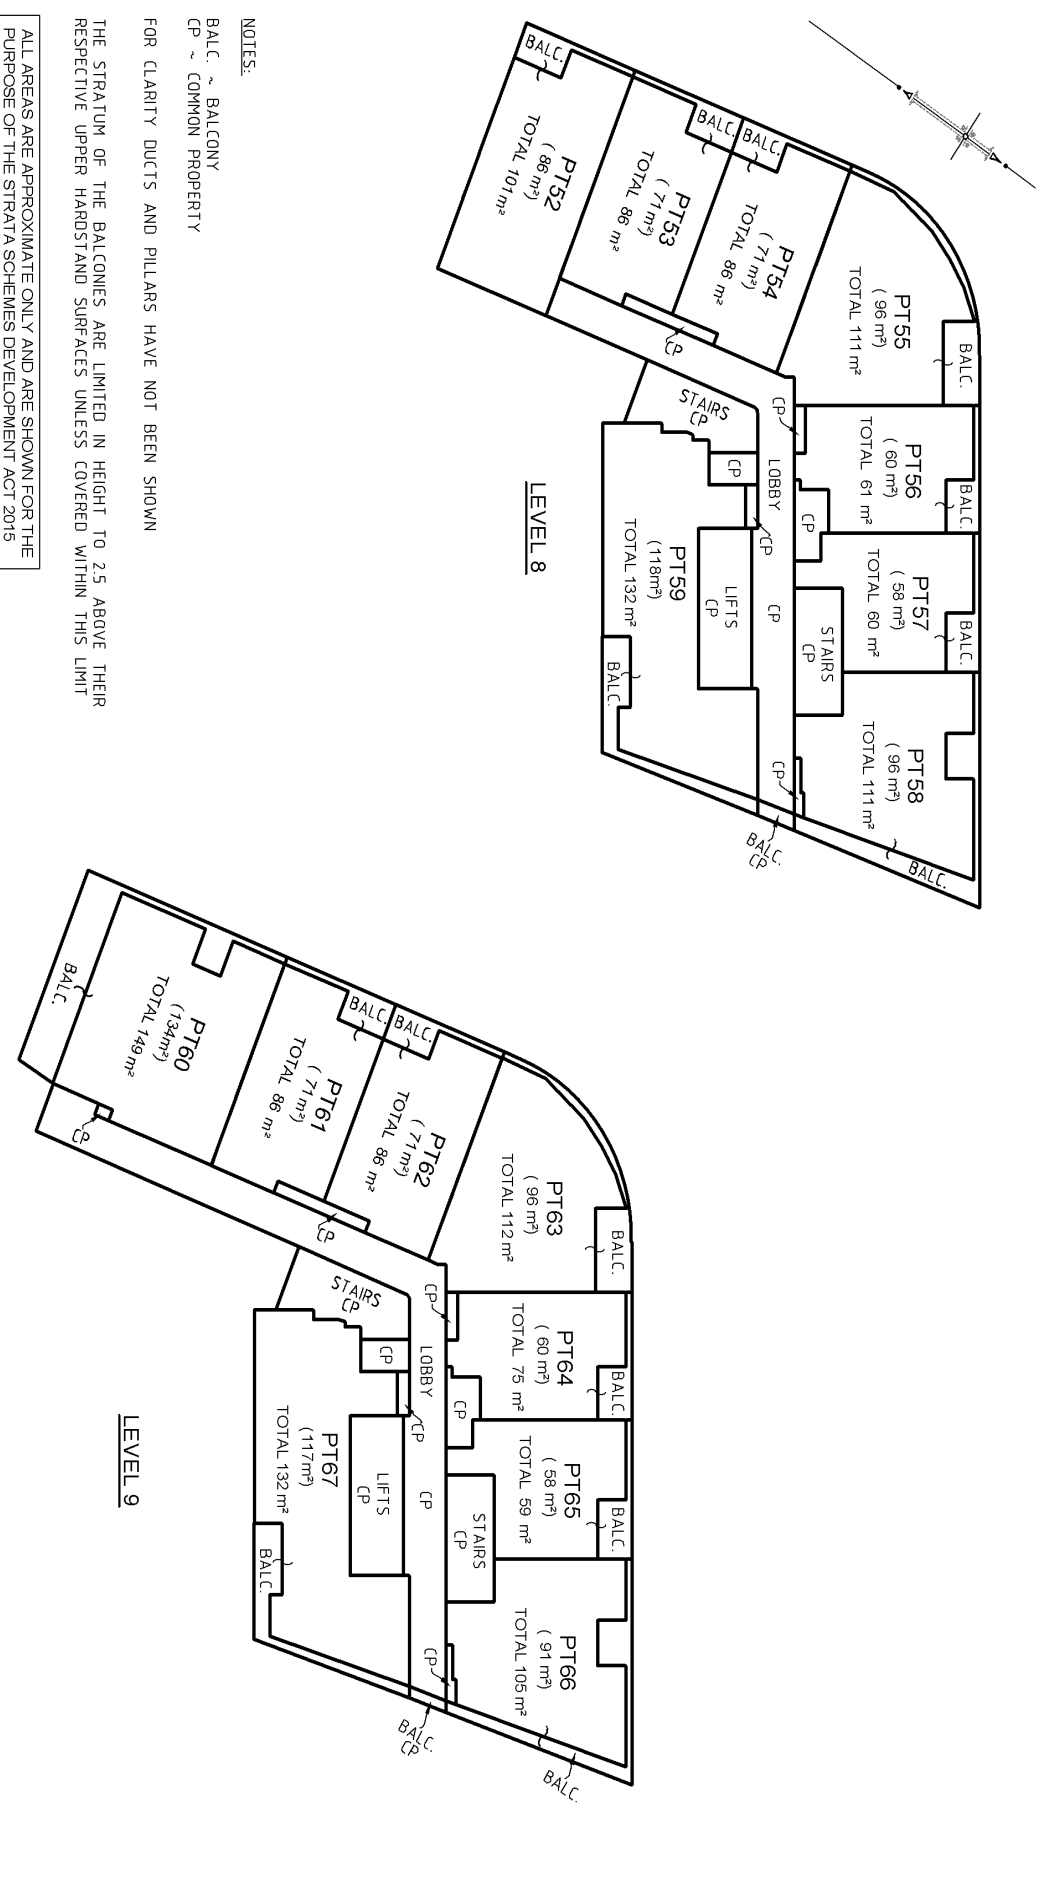 BALC.
PT52
( 86 m²)
TOTAL 101 m²
BALC.
PT53
( 71 m²)
TOTAL 86 m²
BALC.
PT54
( 71 m²)
TOTAL 86 m²
PT55
( 96 m²)
TOTAL 111 m²
BALC.
CP
STAIRS
CP
CP
PT56
( 60 m²)
TOTAL 61 m²
BALC.
LOBBY
CP
CP
CP
PT57
( 58 m²)
TOTAL 60 m²
BALC.
PT59
(118m²)
TOTAL 132 m²
LIFTS
CP
CP
STAIRS
CP
BALC.
PT58
( 96 m²)
TOTAL 111 m²
CP
BALC.
CP
BALC.
LEVEL 8
BALC.
PT60
(134m²)
TOTAL 149 m²
CP
BALC.
PT61
( 71 m²)
TOTAL 86 m²
BALC.
PT62
( 71 m²)
TOTAL 86 m²
PT63
( 96 m²)
TOTAL 112 m²
BALC.
CP
STAIRS
CP
CP
PT64
( 60 m²)
TOTAL 75 m²
BALC.
LOBBY
CP
CP
CP
PT65
( 58 m²)
TOTAL 59 m²
BALC.
PT67
(117m²)
TOTAL 132 m²
LIFTS
CP
CP
STAIRS
CP
BALC.
PT66
( 91 m²)
TOTAL 105 m²
CP
BALC.
CP
BALC.
LEVEL 9
NOTES:
BALC. ~ BALCONY
CP ~ COMMON PROPERTY
FOR CLARITY DUCTS AND PILLARS HAVE NOT BEEN SHOWN
THE STRATUM OF THE BALCONIES ARE LIMITED IN HEIGHT TO 2.5 ABOVE THEIR
RESPECTIVE UPPER HARDSTAND SURFACES UNLESS COVERED WITHIN THIS LIMIT
ALL AREAS ARE APPROXIMATE ONLY AND ARE SHOWN FOR THE
PURPOSE OF THE STRATA SCHEMES DEVELOPMENT ACT 2015